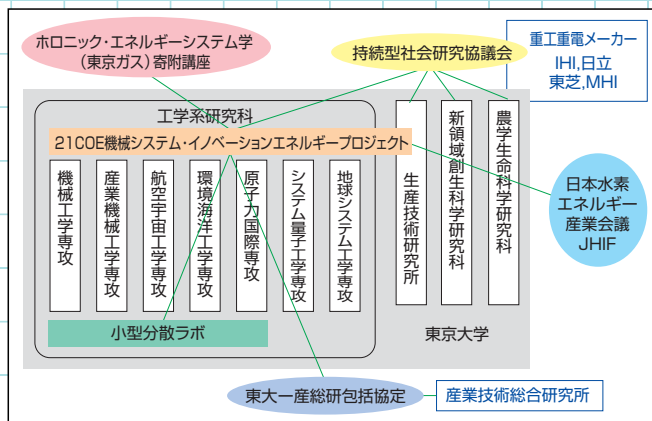 ホロニック・エネルギーシステム学
（東京ガス）寄附講座
持続型社会研究協議会
重工重電メーカー
IHI,日立
東芝,MHI
工学系研究科
21COE機械システム・イノベーションエネルギープロジェクト
機械工学専攻
産業機械工学専攻
航空宇宙工学専攻
環境海洋工学専攻
原子力国際専攻
システム量子工学専攻
地球システム工学専攻
生産技術研究所
新領域創生科学研究科
農学生命科学研究科
日本水素
エネルギー
産業会議
JHIF
小型分散ラボ
東京大学
東大ー産総研包括協定
産業技術総合研究所